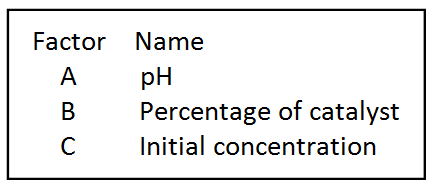 Factor Name
A pH
B Percentage of catalyst
C Initial concentration